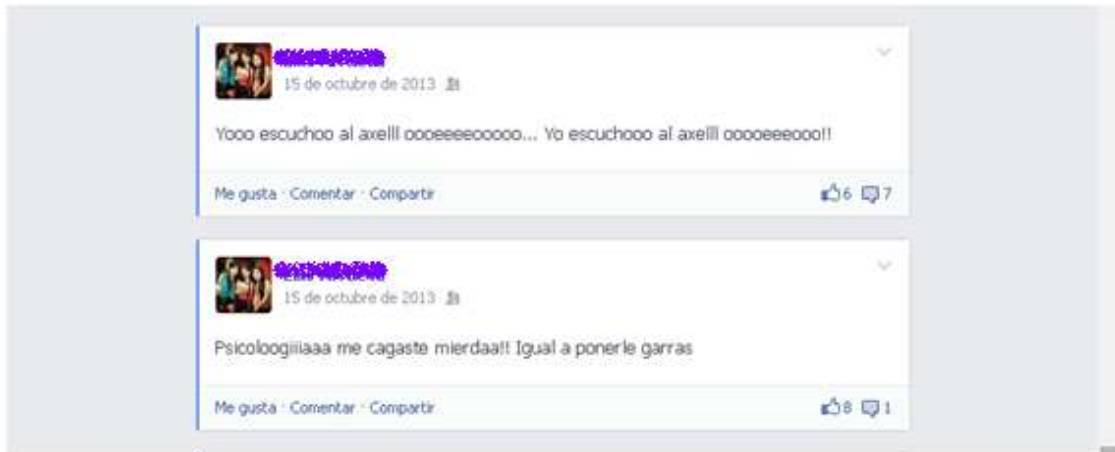 15 de octubre de 2013
Yooo escuchoo al axelll oooeeeeooooo... Yo escuchooo al axelll ooooeeeooo!!
Me gusta · Comentar · Compartir 6 7
15 de octubre de 2013
Psicoloogiiiaaa me cagaste mierdaa!! Igual a ponerle garras
Me gusta · Comentar · Compartir 8 1